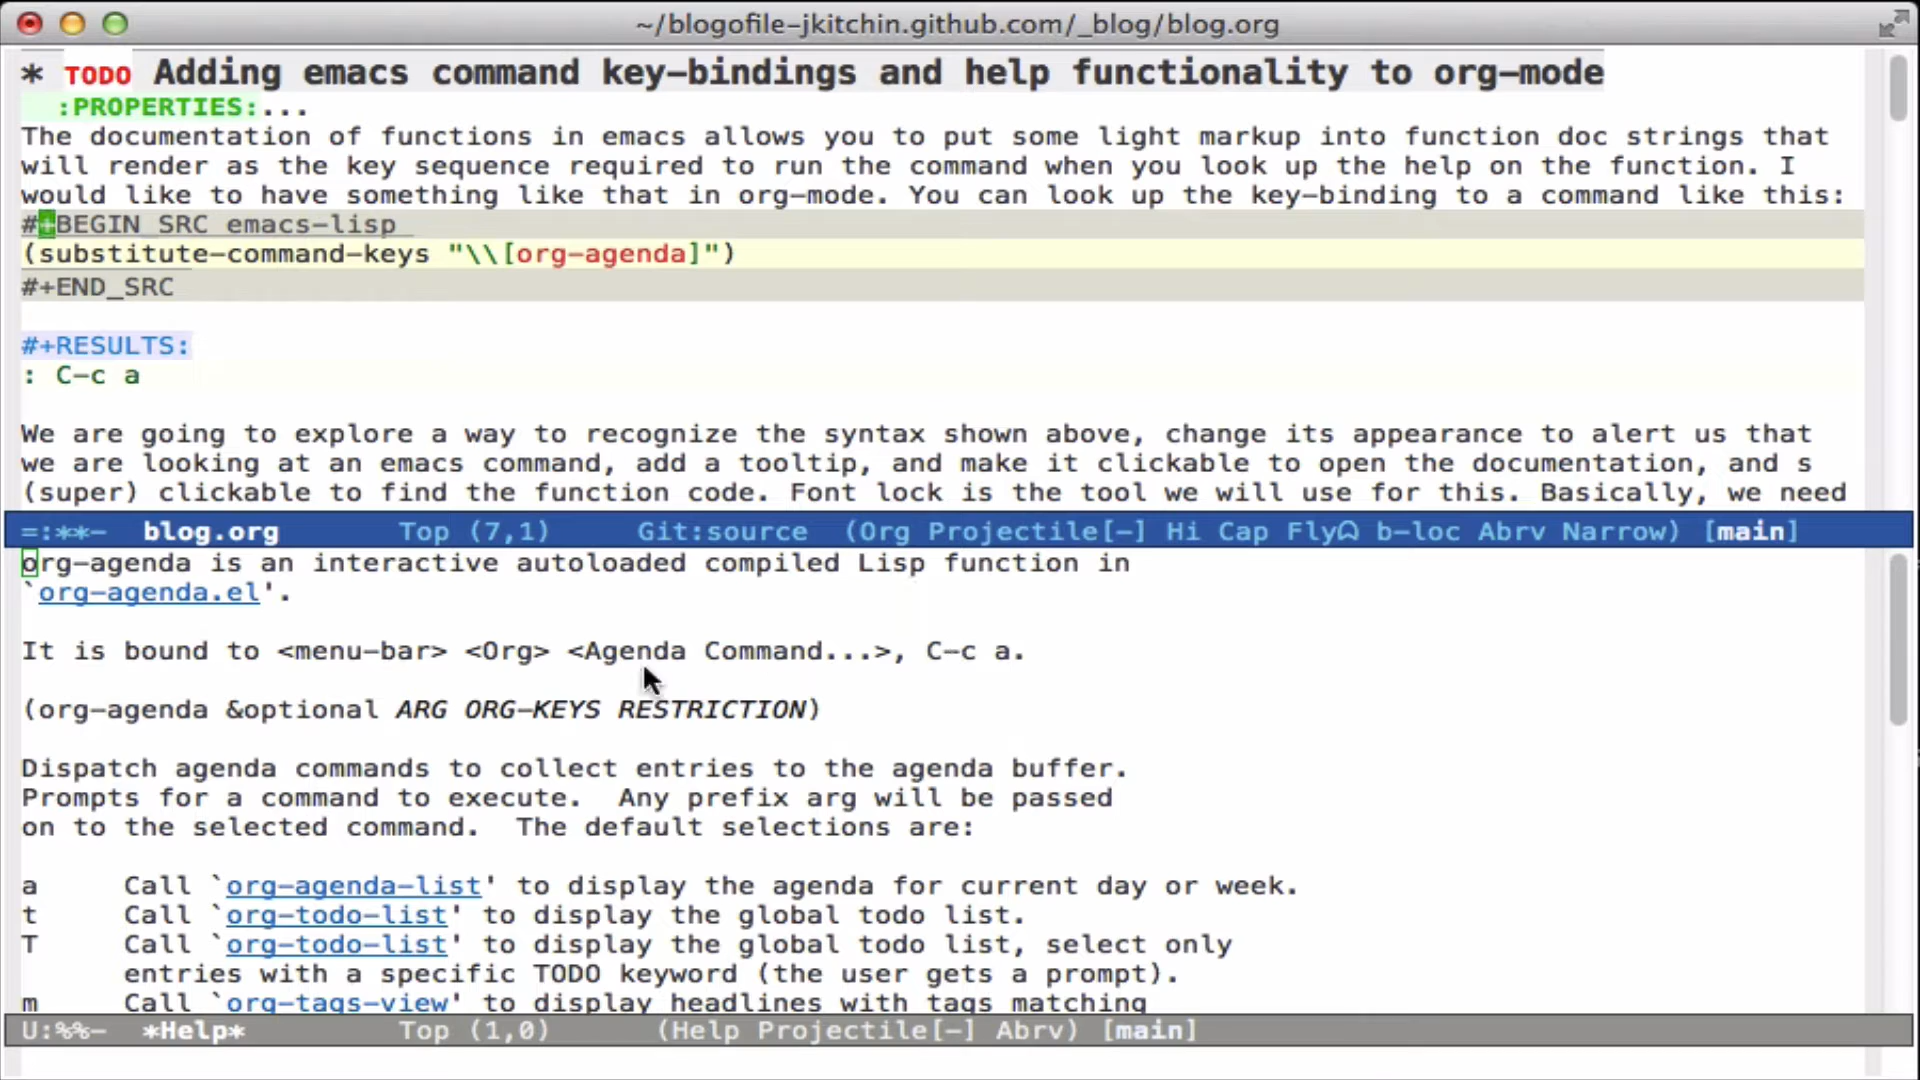 ~/blogofile-jkitchin.github.com/_blog/blog.org
* TODO Adding emacs command key-bindings and help functionality to org-mode
:PROPERTIES:...
The documentation of functions in emacs allows you to put some light markup into function doc strings that
will render as the key sequence required to run the command when you look up the help on the function. I
would like to have something like that in org-mode. You can look up the key-binding to a command like this:
#+BEGIN_SRC emacs-lisp
(substitute-command-keys "\\[org-agenda]")
#+END_SRC
#+RESULTS:
: C-c a
We are going to explore a way to recognize the syntax shown above, change its appearance to alert us that
we are looking at an emacs command, add a tooltip, and make it clickable to open the documentation, and s
(super) clickable to find the function code. Font lock is the tool we will use for this. Basically, we need
=:**- blog.org Top (7,1) Git:source (Org Projectile[-] Hi Cap Fly b-loc Abrv Narrow) [main]
org-agenda is an interactive autoloaded compiled Lisp function in
`org-agenda.el'.
It is bound to <menu-bar> <Org> <Agenda Command...>, C-c a.
(org-agenda &optional ARG ORG-KEYS RESTRICTION)
Dispatch agenda commands to collect entries to the agenda buffer.
Prompts for a command to execute.  Any prefix arg will be passed
on to the selected command.  The default selections are:
a Call `org-agenda-list' to display the agenda for current day or week.
t Call `org-todo-list' to display the global todo list.
T Call `org-todo-list' to display the global todo list, select only
entries with a specific TODO keyword (the user gets a prompt).
m Call `org-tags-view' to display headlines with tags matching
U:%%- *Help* Top (1,0) (Help Projectile[-] Abrv) [main]